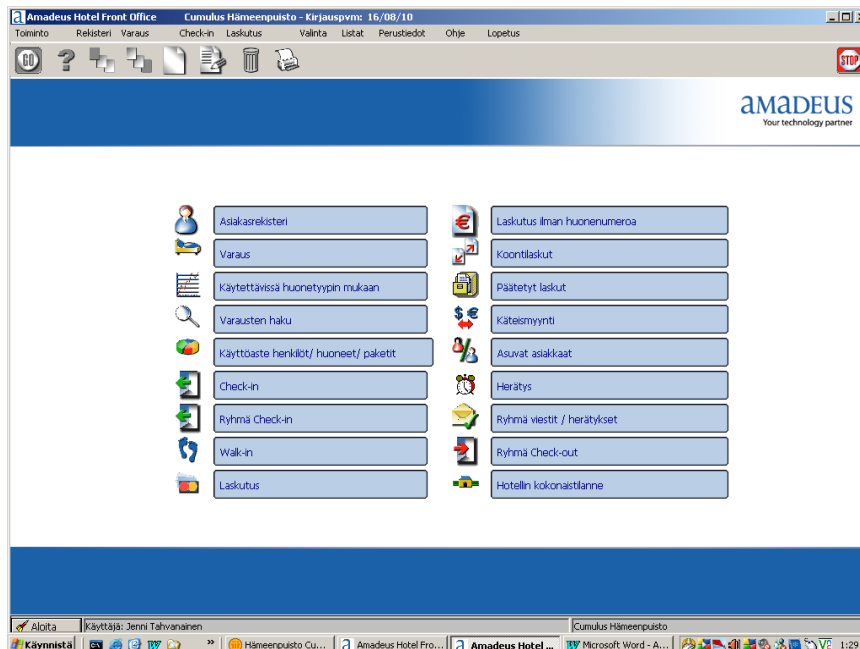 Amadeus Hotel Front Office Cumulus Hämeenpuisto - Kirjauspvm: 16/08/10
Toiminto Rekisteri Varaus Check-in Laskutus Valinta Listat Perustiedot Ohje Lopetus
GO ? STOP
aMaDEUS
Your technology partner
Asiakasrekisteri
Varaus
Käytettävissä huonetyypin mukaan
Varausten haku
Käyttöaste henkilöt/ huoneet/ paketit
Check-in
Ryhmä Check-in
Walk-in
Laskutus
Laskutus ilman huonenumeroa
Koontilaskut
Päätetyt laskut
Käteismyynti
Asuvat asiakkaat
Herätys
Ryhmä viestit / herätykset
Ryhmä Check-out
Hotellin kokonaistilanne
Aloita Käyttäjä: Jenni Tahvanainen Cumulus Hämeenpuisto
Käynnistä » Hämeenpuisto Cu... Amadeus Hotel Fro... Amadeus Hotel ... Microsoft Word - A... 1:29